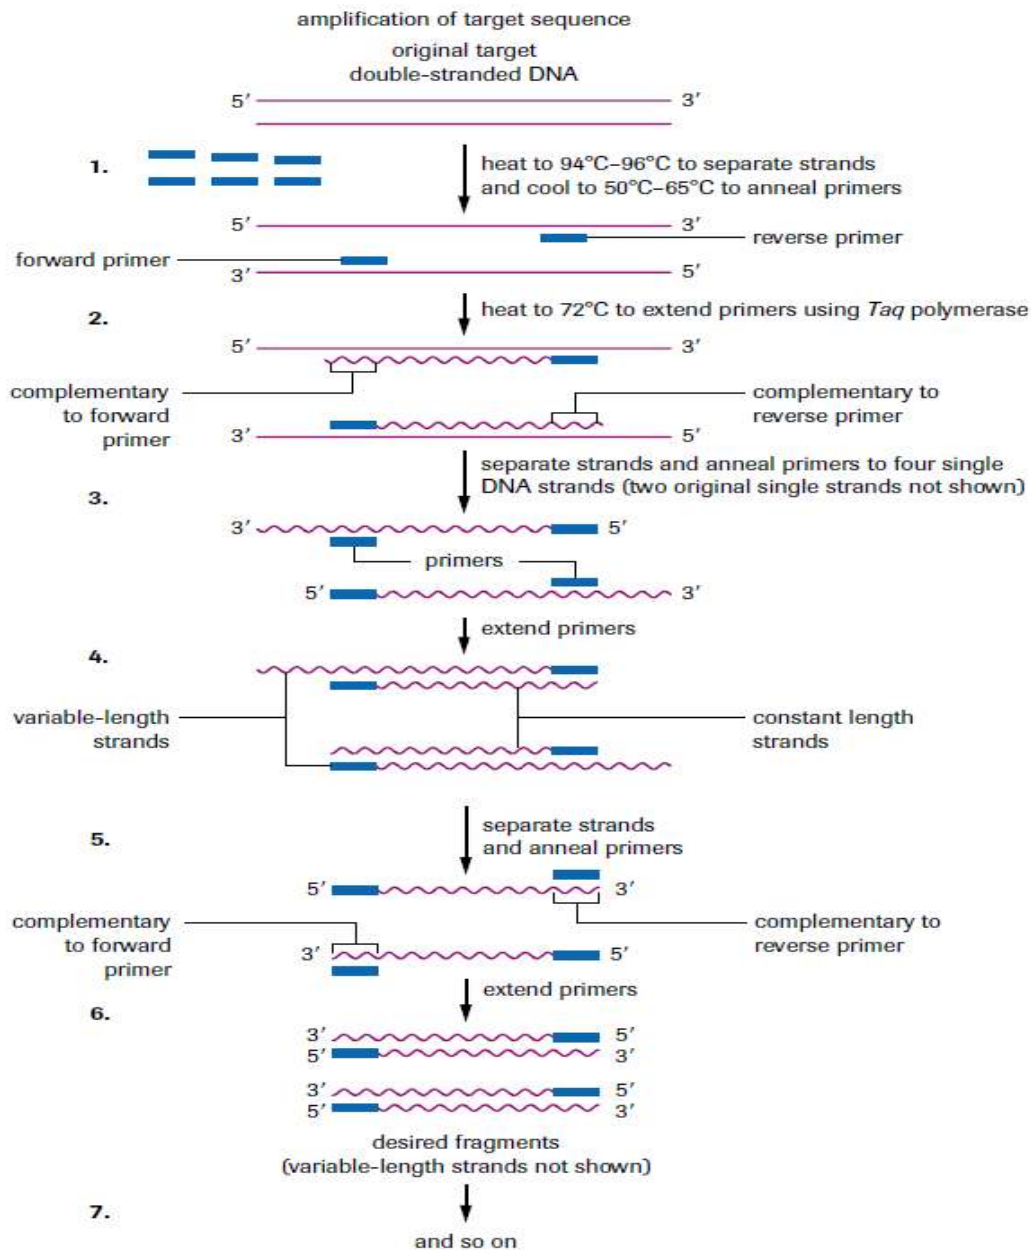 amplification of target sequence
original target
double-stranded DNA
5′ 3′
1.
heat to 94°C–96°C to separate strands
and cool to 50°C–65°C to anneal primers
5′ 3′
reverse primer
forward primer
3′ 5′
2.
heat to 72°C to extend primers using Taq polymerase
5′ 3′
complementary
to forward
primer
complementary to
reverse primer
3′ 5′
3.
separate strands and anneal primers to four single
DNA strands (two original single strands not shown)
3′ 5′
primers
5′ 3′
extend primers
4.
variable-length
strands
constant length
strands
5.
separate strands
and anneal primers
5′ 3′
complementary
to forward
primer
complementary to
reverse primer
3′ 5′
extend primers
6.
3′ 5′
5′ 3′
3′ 5′
5′ 3′
desired fragments
(variable-length strands not shown)
7.
and so on